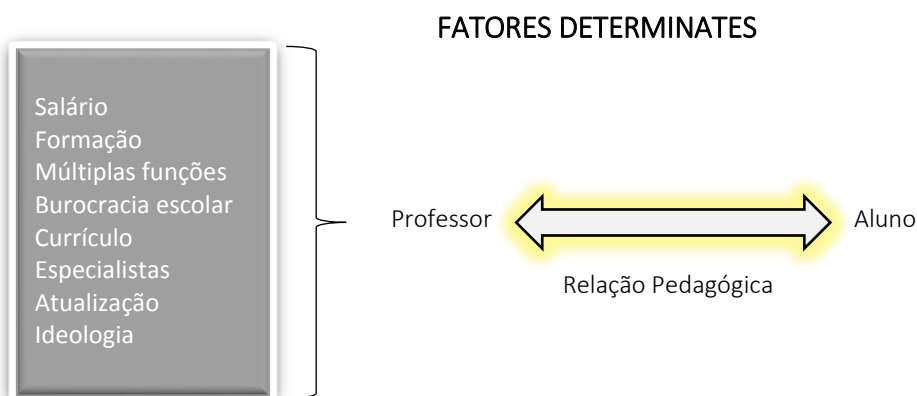 FATORES DETERMINATES
Salário
Formação
Múltiplas funções
Burocracia escolar
Currículo
Especialistas
Atualização
Ideologia
Professor
Aluno
Relação Pedagógica